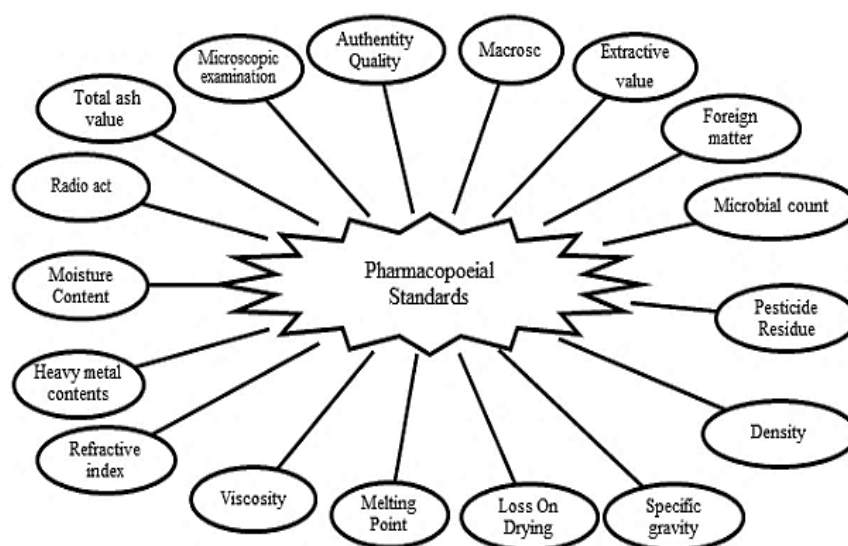 Authentity
Quality
Macrosc
Extractive
value
Microscopic
examination
Foreign
matter
Total ash
value
Microbial count
Radio act
Pharmacopoeial
Standards
Moisture
Content
Pesticide
Residue
Heavy metal
contents
Density
Refractive
index
Viscosity
Melting
Point
Loss On
Drying
Specific
gravity